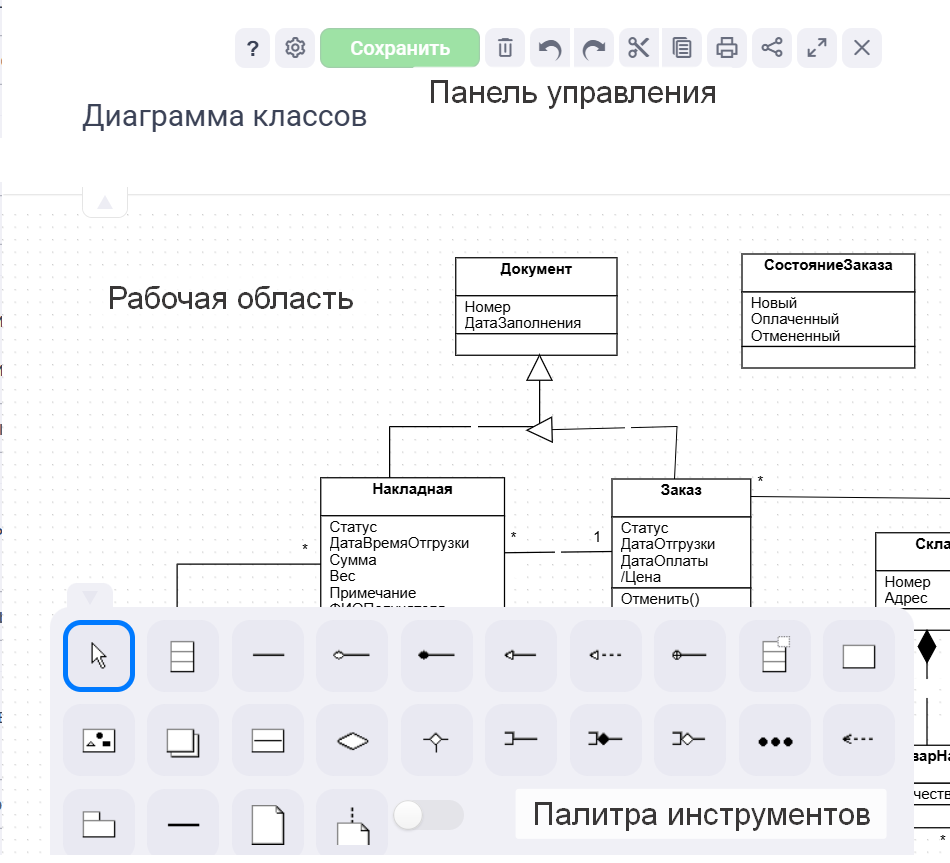 ? Сохранить
Панель управления
Диаграмма классов
Рабочая область
Документ
Номер
ДатаЗаполнения
СостояниеЗаказа
Новый
Оплаченный
Отмененный
Накладная
Статус
ДатаВремяОтгрузки
Сумма
Вес
Примечание
*
*
1
Заказ
Статус
ДатаОтгрузки
ДатаОплаты
/Цена
Отменить()
*
Скла
Номер
Адрес
варНа
честв
*
Палитра инструментов